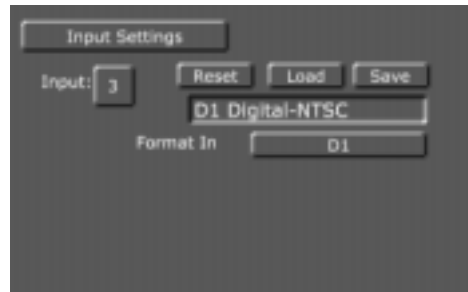 Input Settings
Input: 3 Reset Load Save
D1 Digital-NTSC
Format In D1